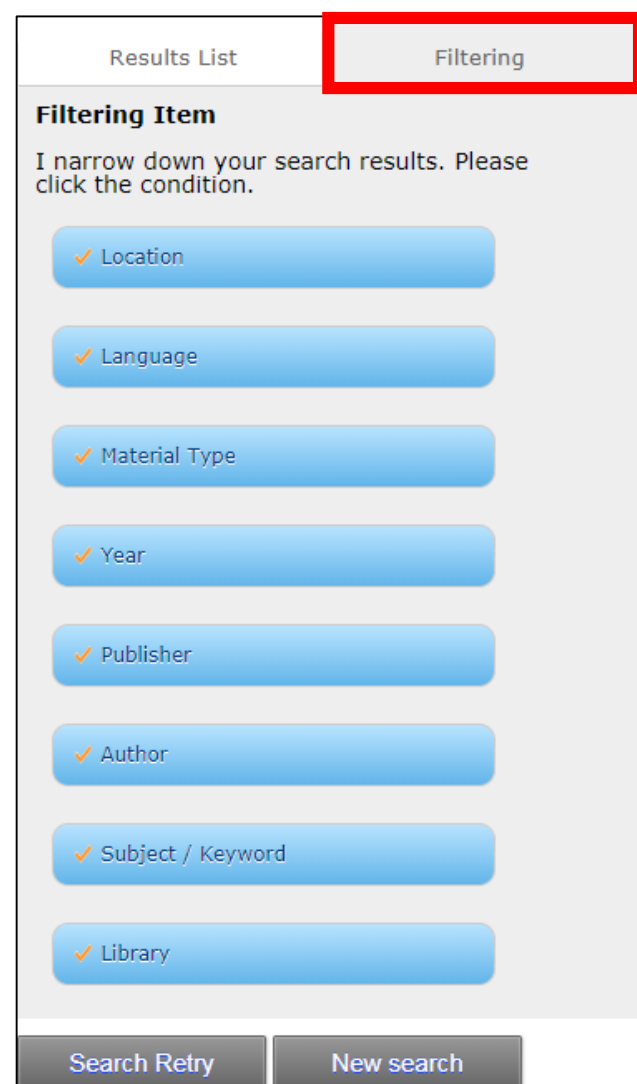 Results List Filtering
Filtering Item
I narrow down your search results. Please
click the condition.
Location
Language
Material Type
Year
Publisher
Author
Subject / Keyword
Library
Search Retry New search